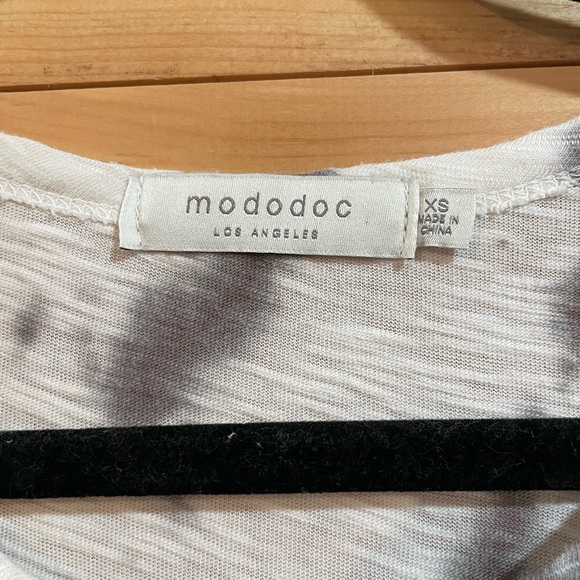 mododoc
LOS ANGELES
XS
MADE IN
CHINA